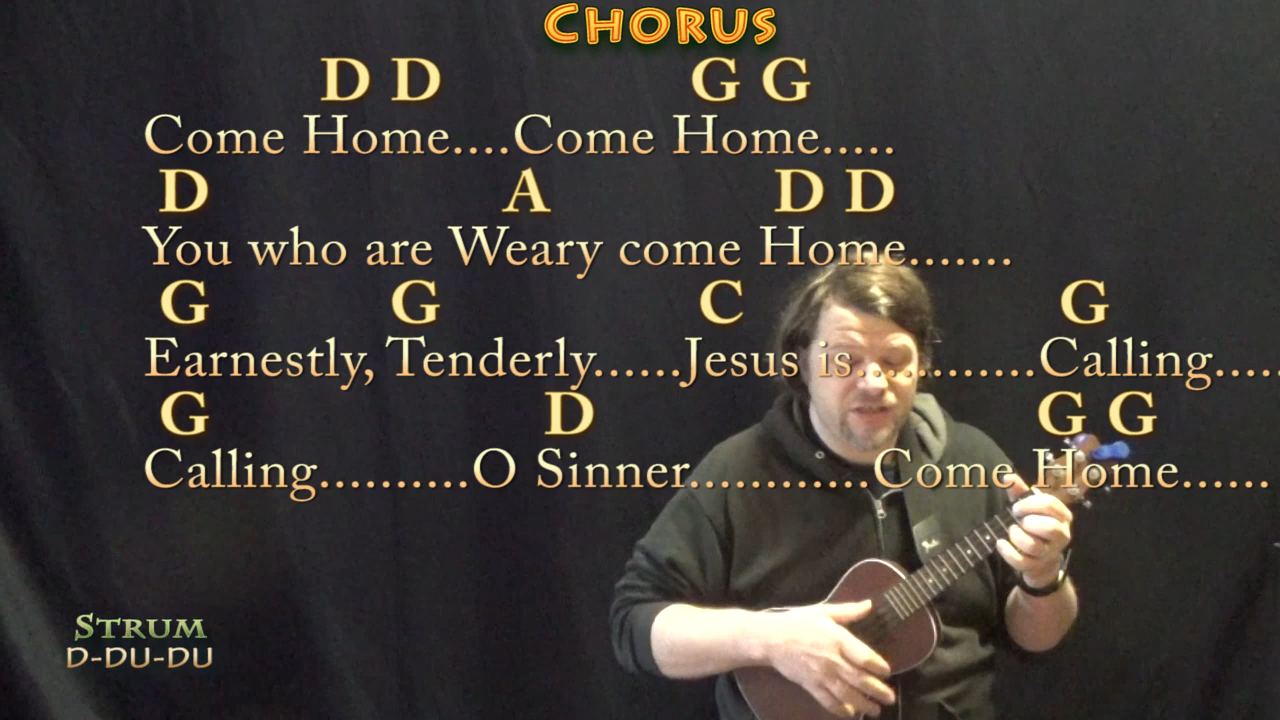 CHORUS
D D G G
Come Home....Come Home.....
D A D D
You who are Weary come Home.......
G G C G
Earnestly, Tenderly......Jesus is............Calling.....
G D G G
Calling..........O Sinner............Come Home......
STRUM
D-DU-DU